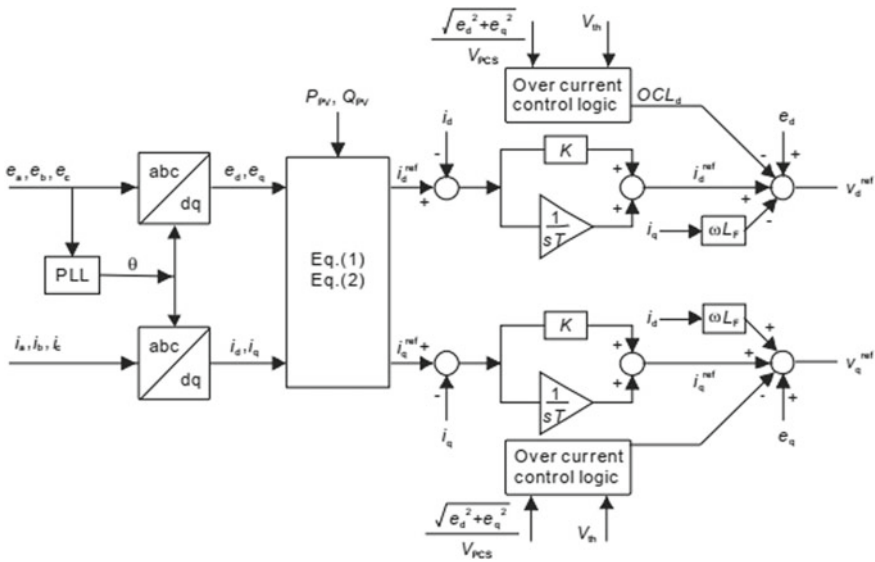 √e_d²+e_q²
V_PCS
V_th
Over current
control logic
OCL_d
P_PV, Q_PV
i_d
e_d
-
-
+
K
+
e_a, e_b, e_c
abc
dq
e_d, e_q
i_d^ref
+
i_d^ref
+
v_d^ref
+
1
sT
i_q
ωL_F
-
PLL
θ
Eq.(1)
Eq.(2)
i_a, i_b, i_c
abc
dq
i_d, i_q
i_q^ref
+
-
i_q
K
+
+
1
sT
i_d
ωL_F
+
+
i_q^ref
-
+
v_q^ref
e_q
Over current
control logic
√e_d²+e_q²
V_PCS
V_th